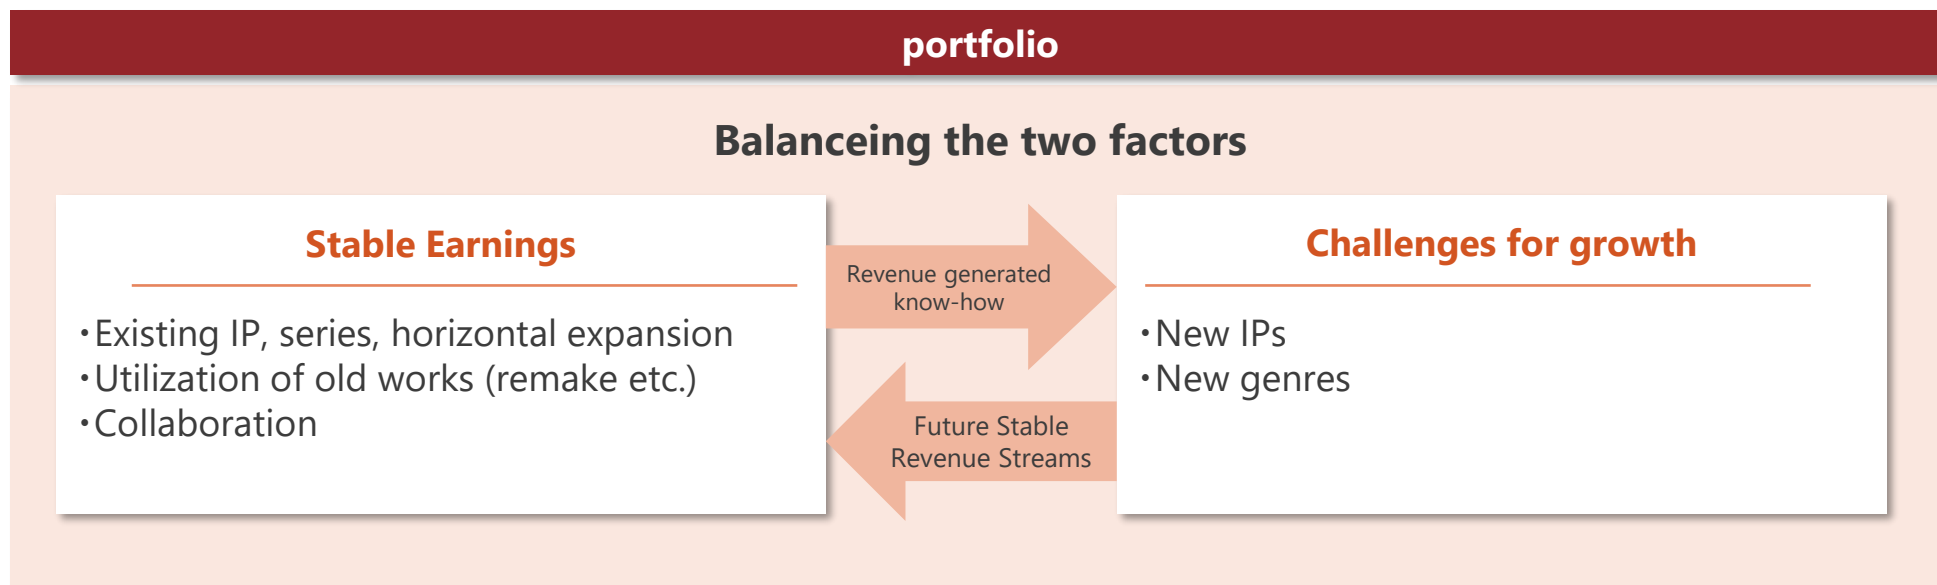 portfolio
Balanceing the two factors
Stable Earnings
・Existing IP, series, horizontal expansion
・Utilization of old works (remake etc.)
・Collaboration
Revenue generated
know-how
Future Stable
Revenue Streams
Challenges for growth
・New IPs
・New genres